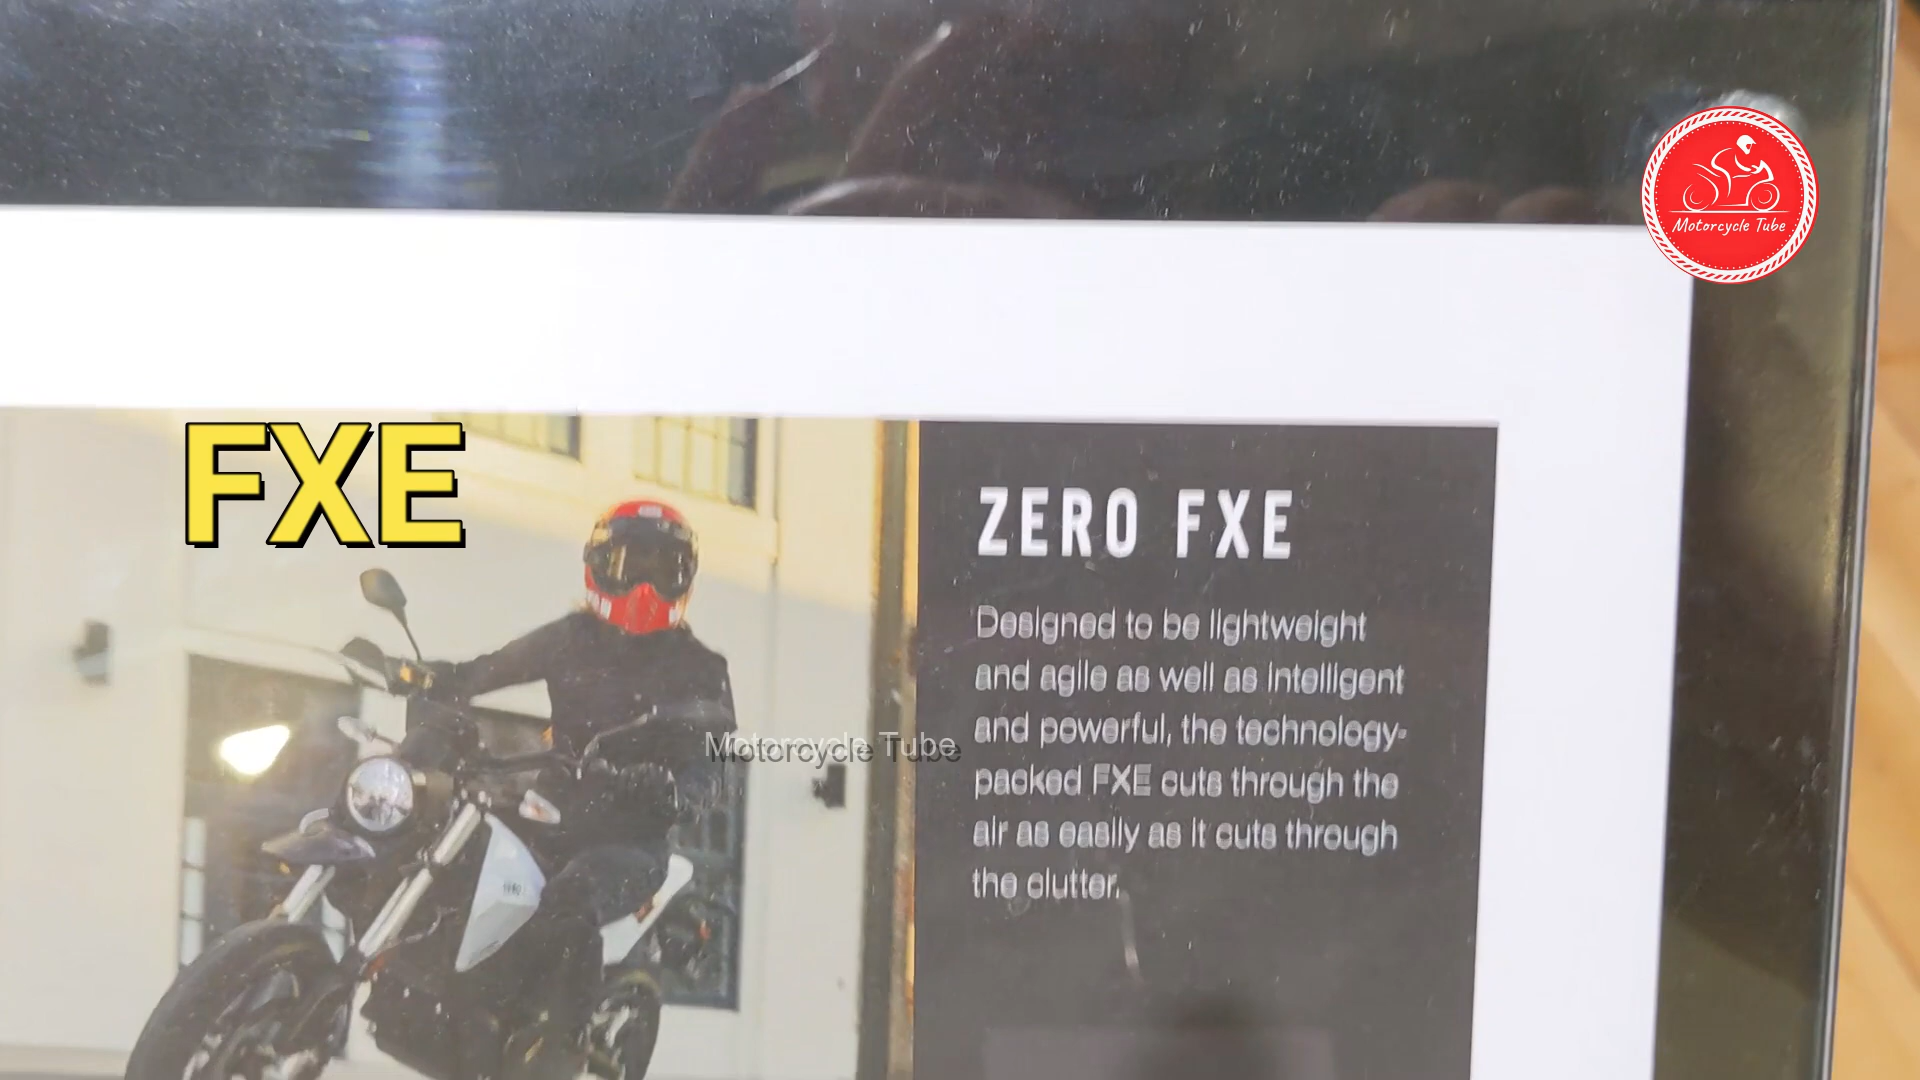 Motorcycle Tube
FXE
ZERO FXE
Designed to be lightweight
and agile as well as intelligent
and powerful, the technology-
packed FXE cuts through the
air as easily as it cuts through
the clutter.
Motorcycle Tube